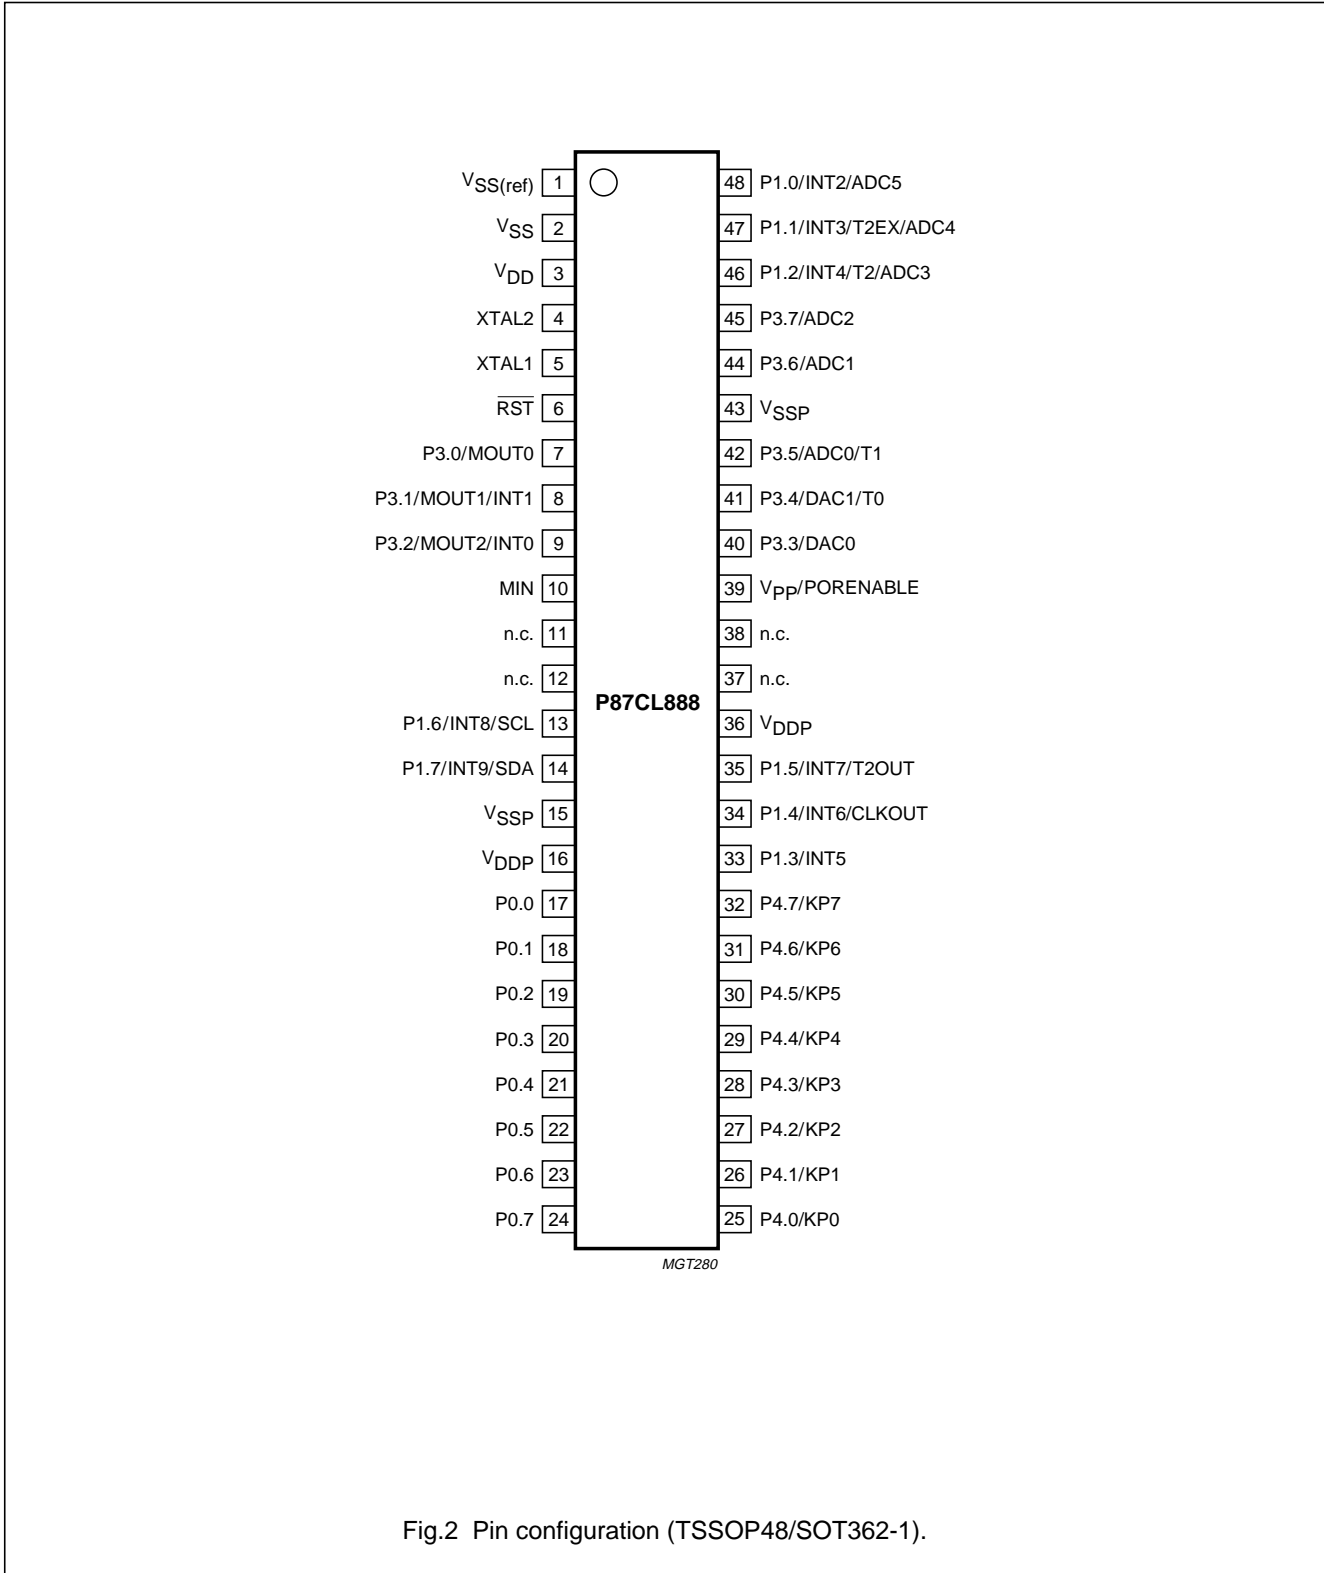 VSS(ref) 1 48 P1.0/INT2/ADC5
VSS 2 47 P1.1/INT3/T2EX/ADC4
VDD 3 46 P1.2/INT4/T2/ADC3
XTAL2 4 45 P3.7/ADC2
XTAL1 5 44 P3.6/ADC1
RST 6 43 VSSP
P3.0/MOUT0 7 42 P3.5/ADC0/T1
P3.1/MOUT1/INT1 8 41 P3.4/DAC1/T0
P3.2/MOUT2/INT0 9 40 P3.3/DAC0
MIN 10 39 VPP/PORENABLE
n.c. 11 38 n.c.
n.c. 12 37 n.c.
P87CL888
P1.6/INT8/SCL 13 36 VDDP
P1.7/INT9/SDA 14 35 P1.5/INT7/T2OUT
VSSP 15 34 P1.4/INT6/CLKOUT
VDDP 16 33 P1.3/INT5
P0.0 17 32 P4.7/KP7
P0.1 18 31 P4.6/KP6
P0.2 19 30 P4.5/KP5
P0.3 20 29 P4.4/KP4
P0.4 21 28 P4.3/KP3
P0.5 22 27 P4.2/KP2
P0.6 23 26 P4.1/KP1
P0.7 24 25 P4.0/KP0
MGT280
Fig.2 Pin configuration (TSSOP48/SOT362-1).